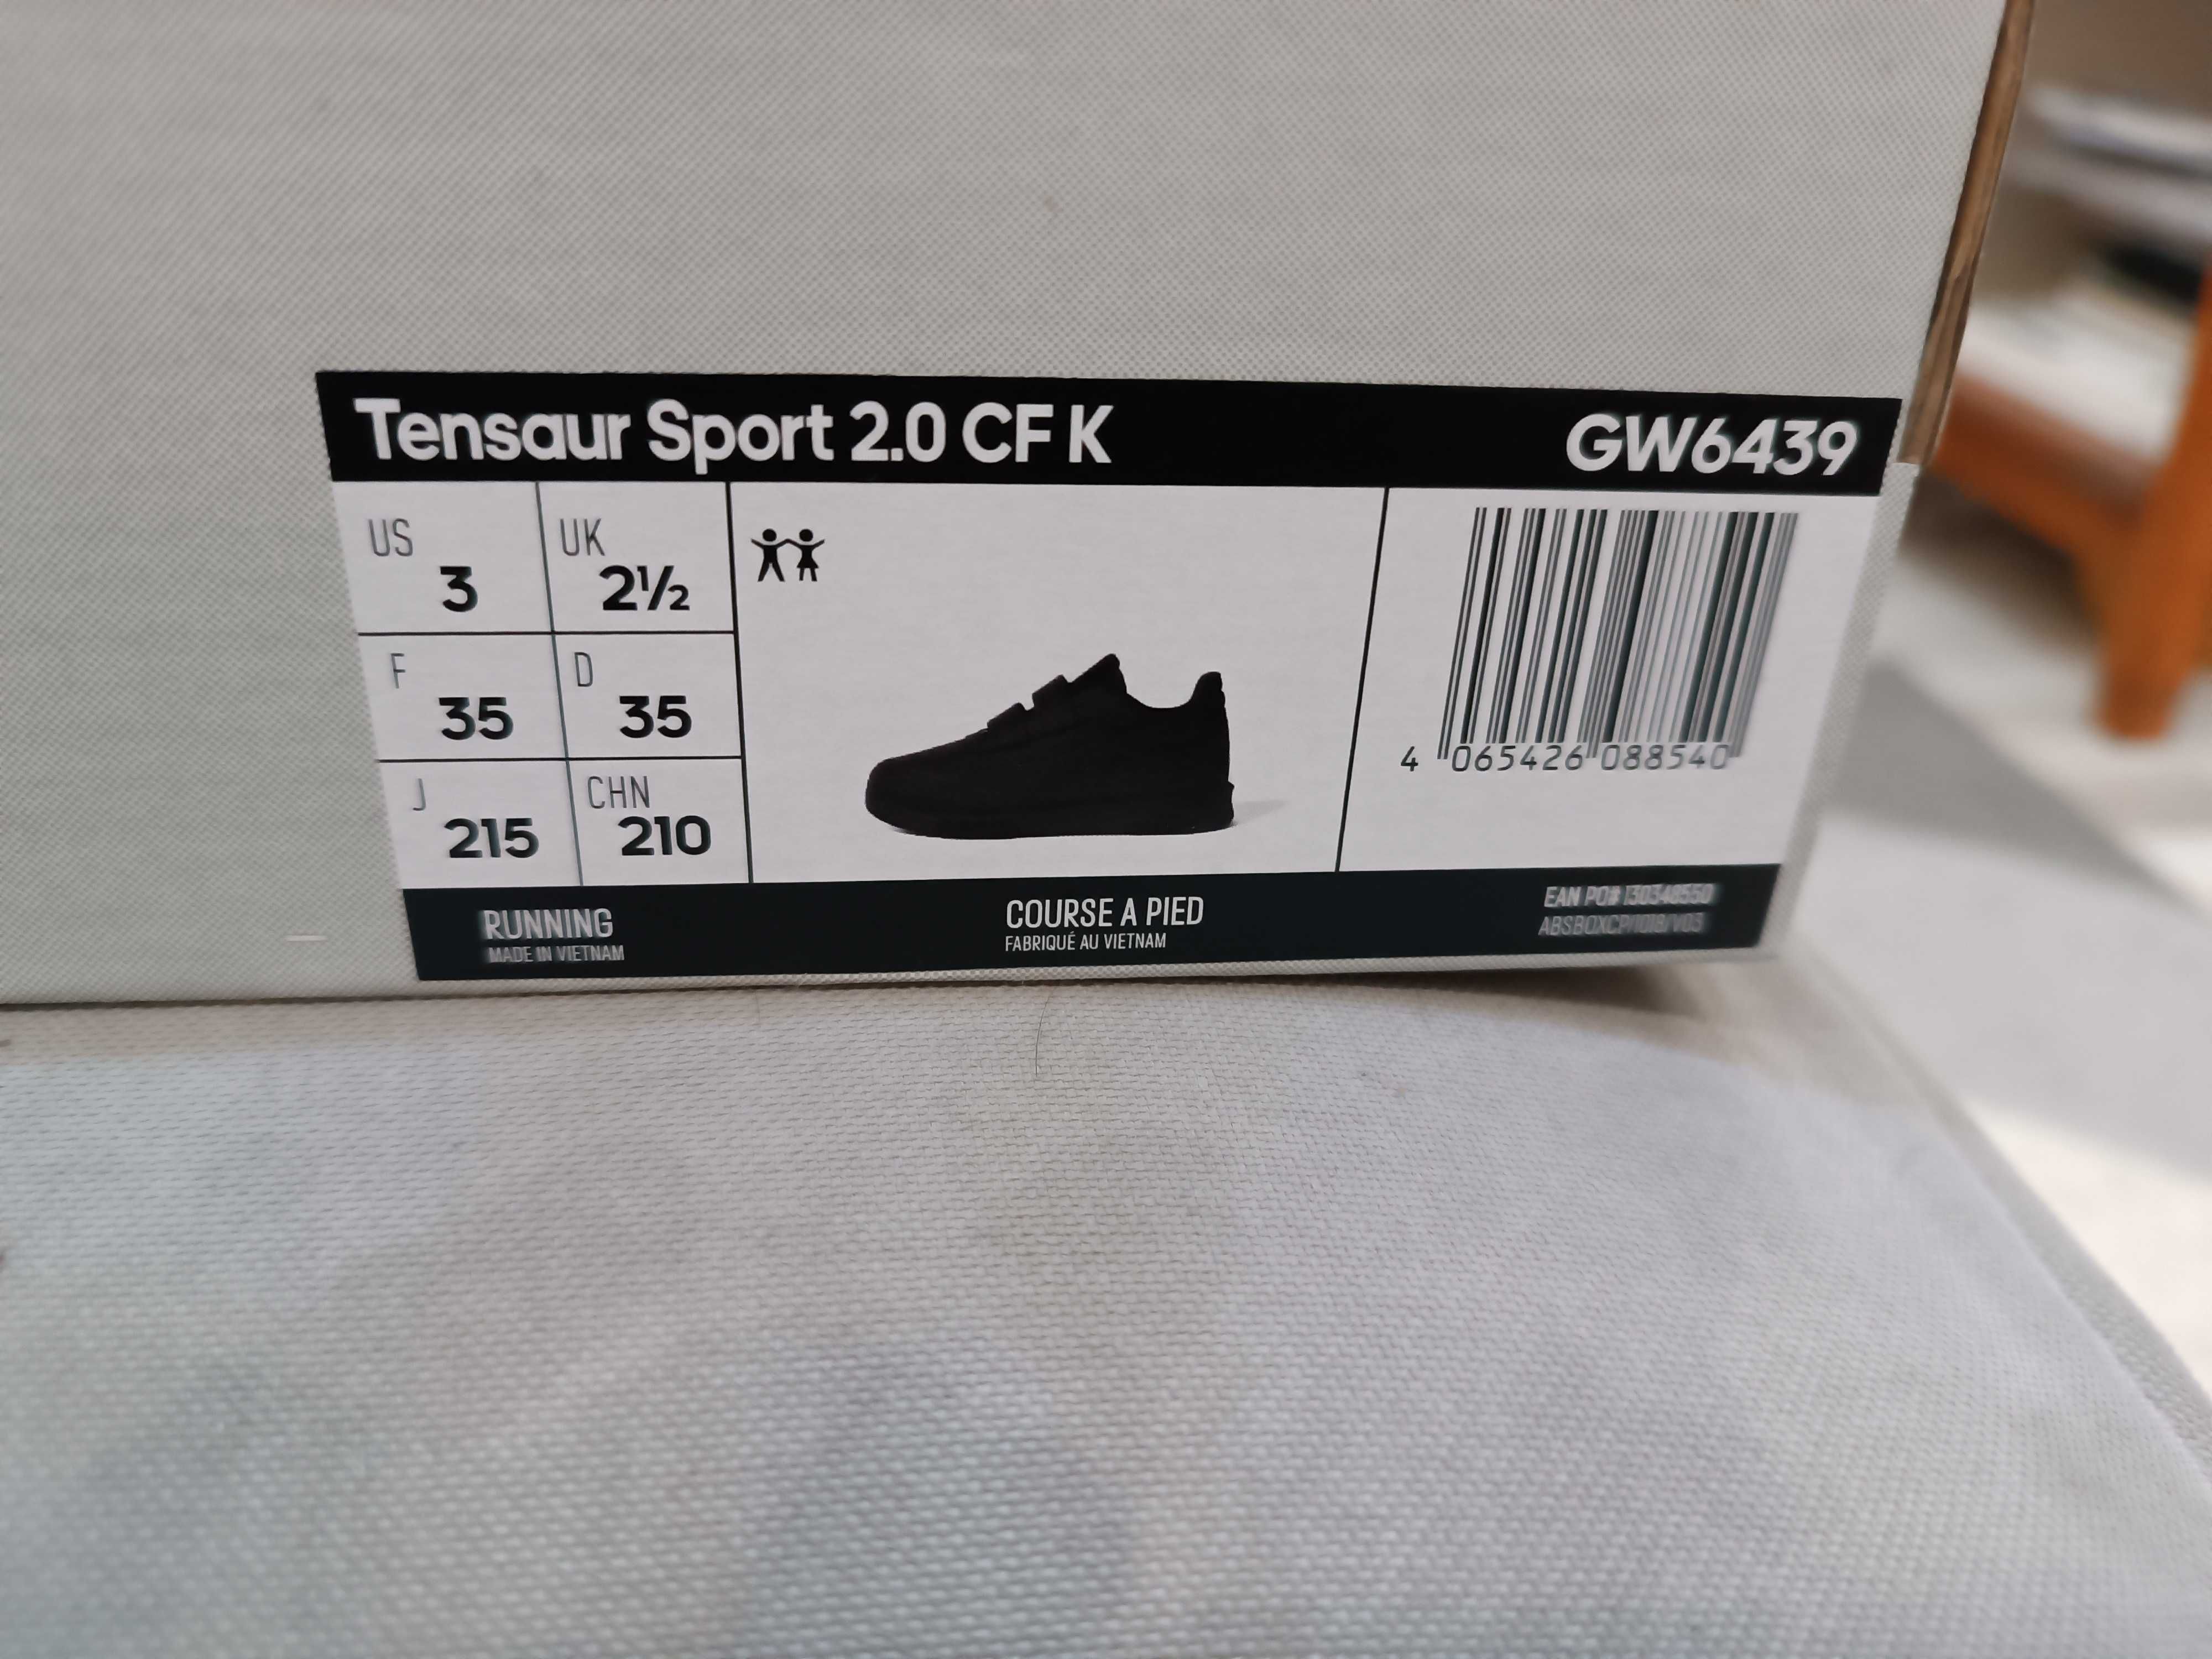 Tensaur Sport 2.0 CF K GW6439
US 3 UK 2½
F 35 D 35
J 215 CHN 210
4 065426 088540
RUNNING
MADE IN VIETNAM
COURSE A PIED
FABRIQUÉ AU VIETNAM
EAN PO# 130348550